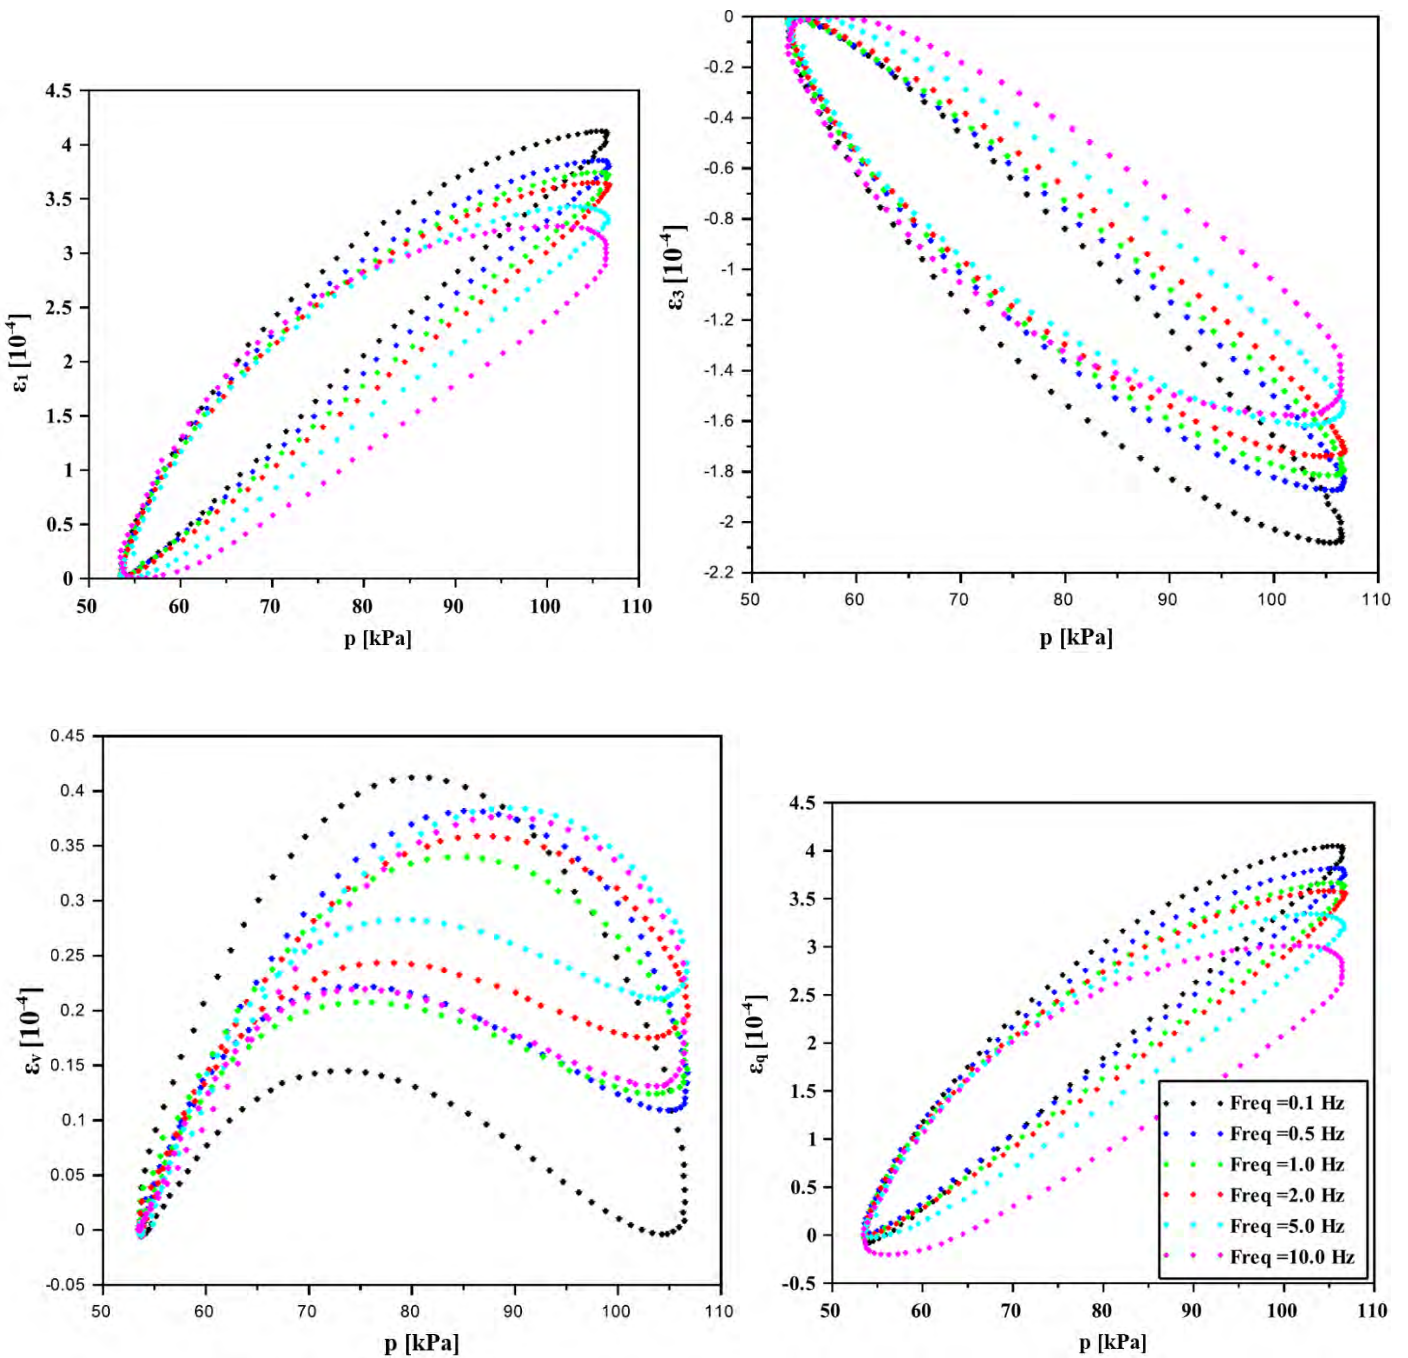 4.5
4
3.5
3
2.5
2
1.5
1
0.5
0
ε1 [10-4]
50 60 70 80 90 100 110
p [kPa]
0
-0.2
-0.4
-0.6
-0.8
-1
-1.2
-1.4
-1.6
-1.8
-2
-2.2
ε3 [10-4]
50 60 70 80 90 100 110
p [kPa]
0.45
0.4
0.35
0.3
0.25
0.2
0.15
0.1
0.05
0
-0.05
εv [10-4]
50 60 70 80 90 100 110
p [kPa]
4.5
4
3.5
3
2.5
2
1.5
1
0.5
0
-0.5
εq [10-4]
50 60 70 80 90 100 110
p [kPa]
Freq =0.1 Hz
Freq =0.5 Hz
Freq =1.0 Hz
Freq =2.0 Hz
Freq =5.0 Hz
Freq =10.0 Hz